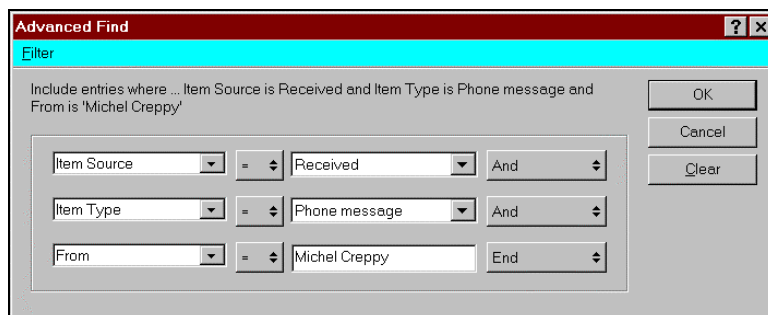 Advanced Find
Filter
Include entries where ... Item Source is Received and Item Type is Phone message and
From is 'Michel Creppy'
OK
Cancel
Clear
Item Source = Received And
Item Type = Phone message And
From = Michel Creppy End